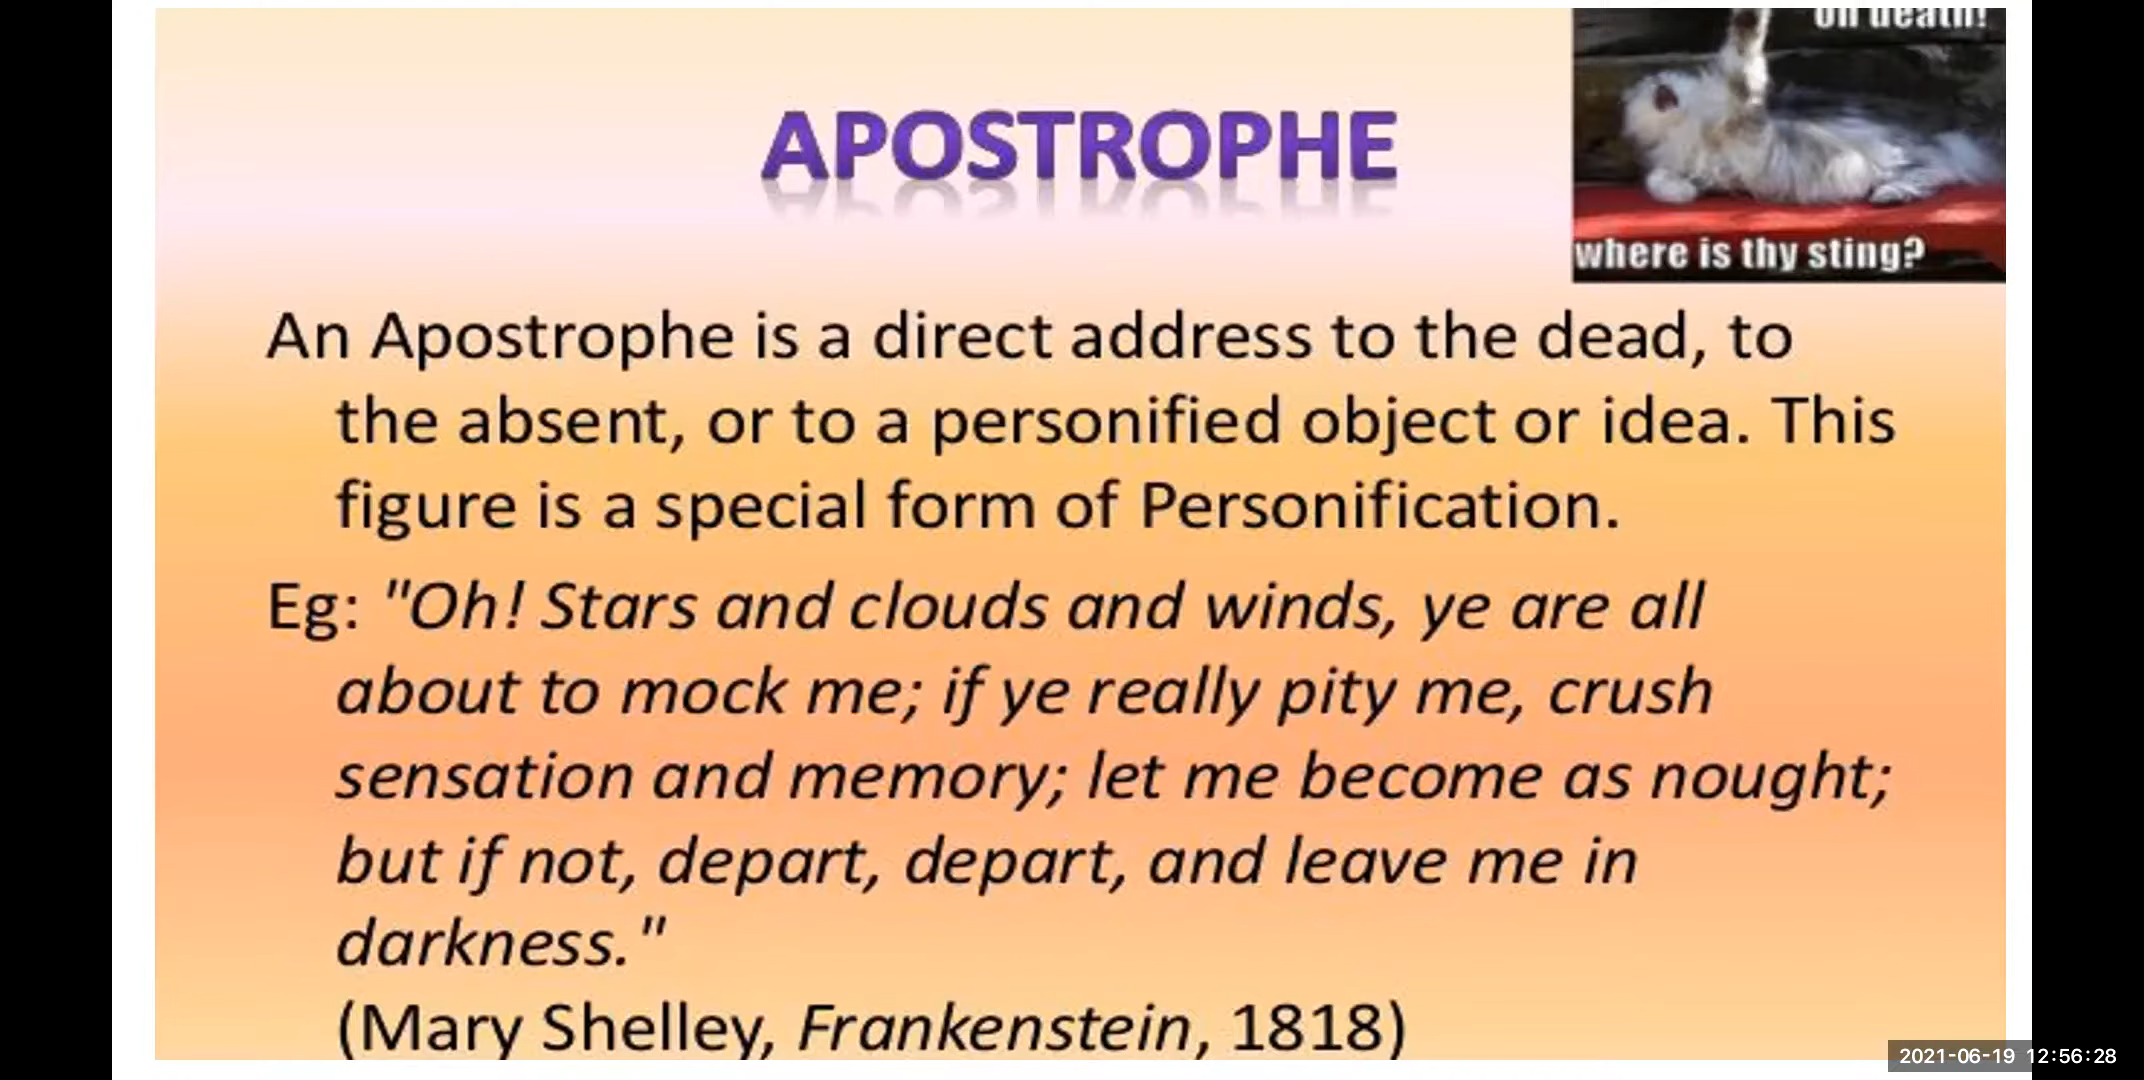 oh death!
APOSTROPHE
where is thy sting?
An Apostrophe is a direct address to the dead, to
the absent, or to a personified object or idea. This
figure is a special form of Personification.
Eg: "Oh! Stars and clouds and winds, ye are all
about to mock me; if ye really pity me, crush
sensation and memory; let me become as nought;
but if not, depart, depart, and leave me in
darkness."
(Mary Shelley, Frankenstein, 1818)
2021-06-19 12:56:28